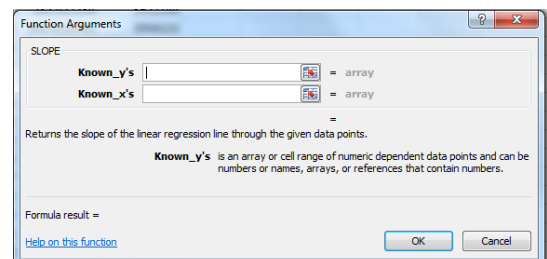 Function Arguments
SLOPE
Known_y's = array
Known_x's = array
=
Returns the slope of the linear regression line through the given data points.
Known_y's is an array or cell range of numeric dependent data points and can be
numbers or names, arrays, or references that contain numbers.
Formula result =
Help on this function OK Cancel